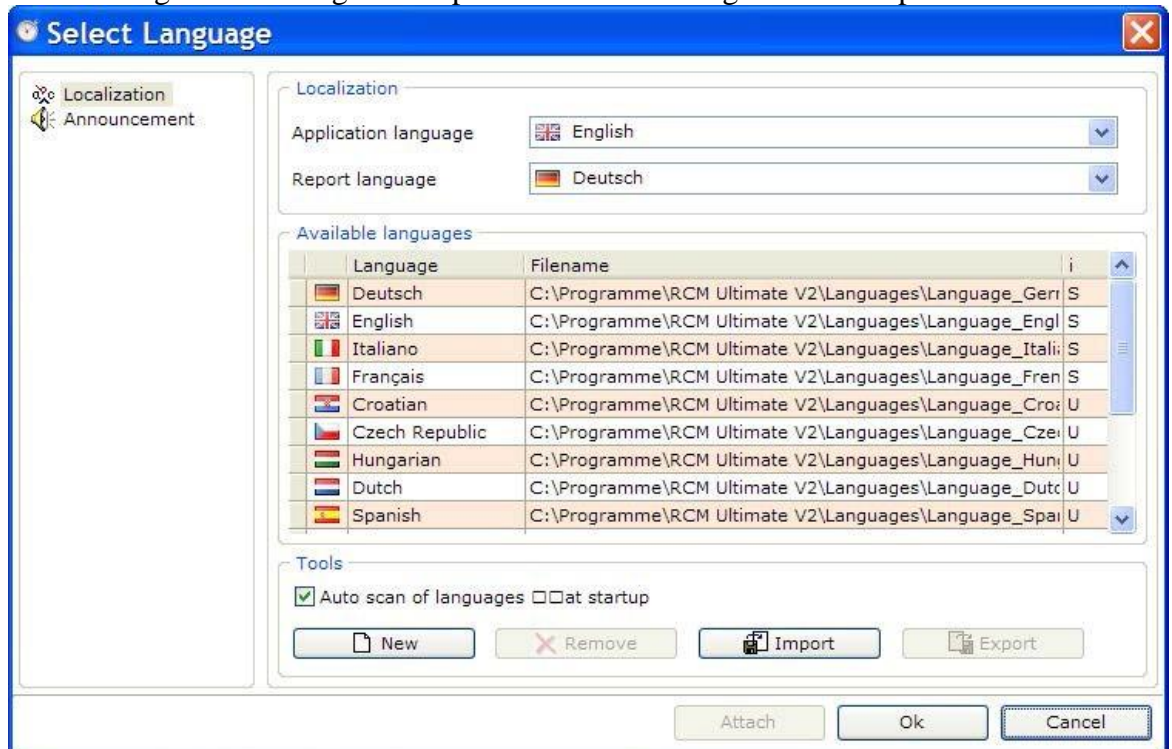 Select Language
Localization
Announcement
Localization
Application language English
Report language Deutsch
Available languages
Language Filename i
Deutsch C:\Programme\RCM Ultimate V2\Languages\Language_Ger S
English C:\Programme\RCM Ultimate V2\Languages\Language_Engl S
Italiano C:\Programme\RCM Ultimate V2\Languages\Language_Itali S
Français C:\Programme\RCM Ultimate V2\Languages\Language_Fren S
Croatian C:\Programme\RCM Ultimate V2\Languages\Language_Cro U
Czech Republic C:\Programme\RCM Ultimate V2\Languages\Language_Cze U
Hungarian C:\Programme\RCM Ultimate V2\Languages\Language_Hun U
Dutch C:\Programme\RCM Ultimate V2\Languages\Language_Dutc U
Spanish C:\Programme\RCM Ultimate V2\Languages\Language_Spa U
Tools
Auto scan of languages □□at startup
New Remove Import Export
Attach Ok Cancel